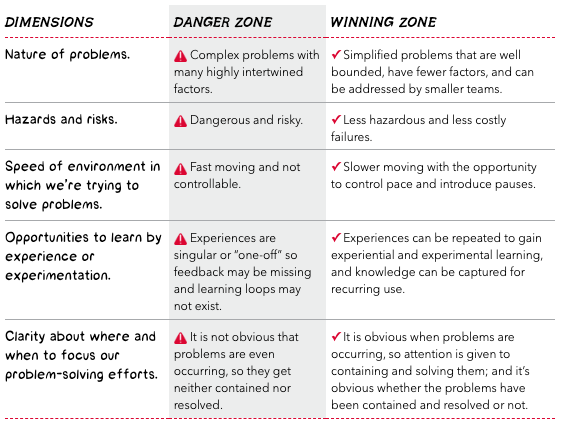 DIMENSIONS DANGER ZONE WINNING ZONE
Nature of problems.
Complex problems with
many highly intertwined
factors.
Simplified problems that are well
bounded, have fewer factors, and can
be addressed by smaller teams.
Hazards and risks.
Dangerous and risky.
Less hazardous and less costly
failures.
Speed of environment in
which we're trying to
solve problems.
Fast moving and not
controllable.
Slower moving with the opportunity
to control pace and introduce pauses.
Opportunities to learn by
experience or
experimentation.
Experiences are
singular or "one-off" so
feedback may be missing
and learning loops may
not exist.
Experiences can be repeated to gain
experiential and experimental learning,
and knowledge can be captured for
recurring use.
Clarity about where and
when to focus our
problem-solving efforts.
It is not obvious that
problems are even
occurring, so they get
neither contained nor
resolved.
It is obvious when problems are
occurring, so attention is given to
containing and solving them; and it's
obvious whether the problems have
been contained and resolved or not.